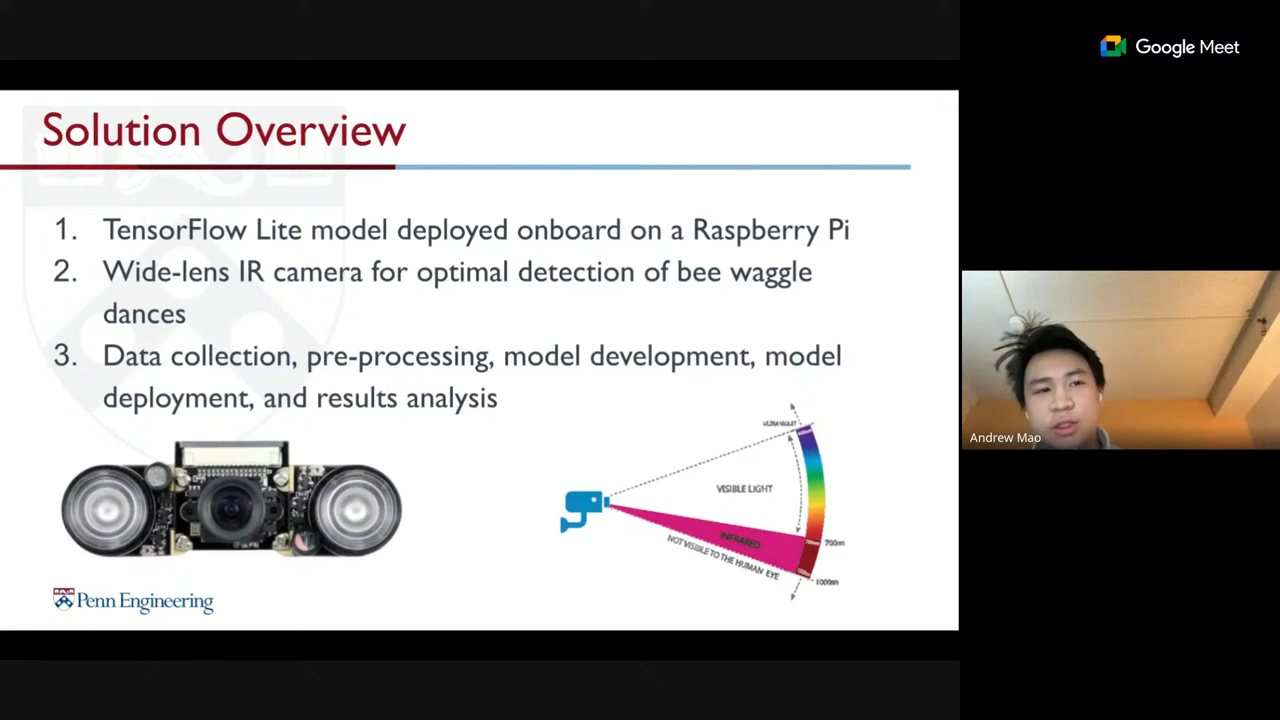 Google Meet
Solution Overview
1. TensorFlow Lite model deployed onboard on a Raspberry Pi
2. Wide-lens IR camera for optimal detection of bee waggle
dances
3. Data collection, pre-processing, model development, model
deployment, and results analysis
ULTRAVIOLET
VISIBLE LIGHT
INFRARED
NOT VISIBLE TO THE HUMAN EYE
700nm
1000nm
Penn Engineering
Andrew Mao